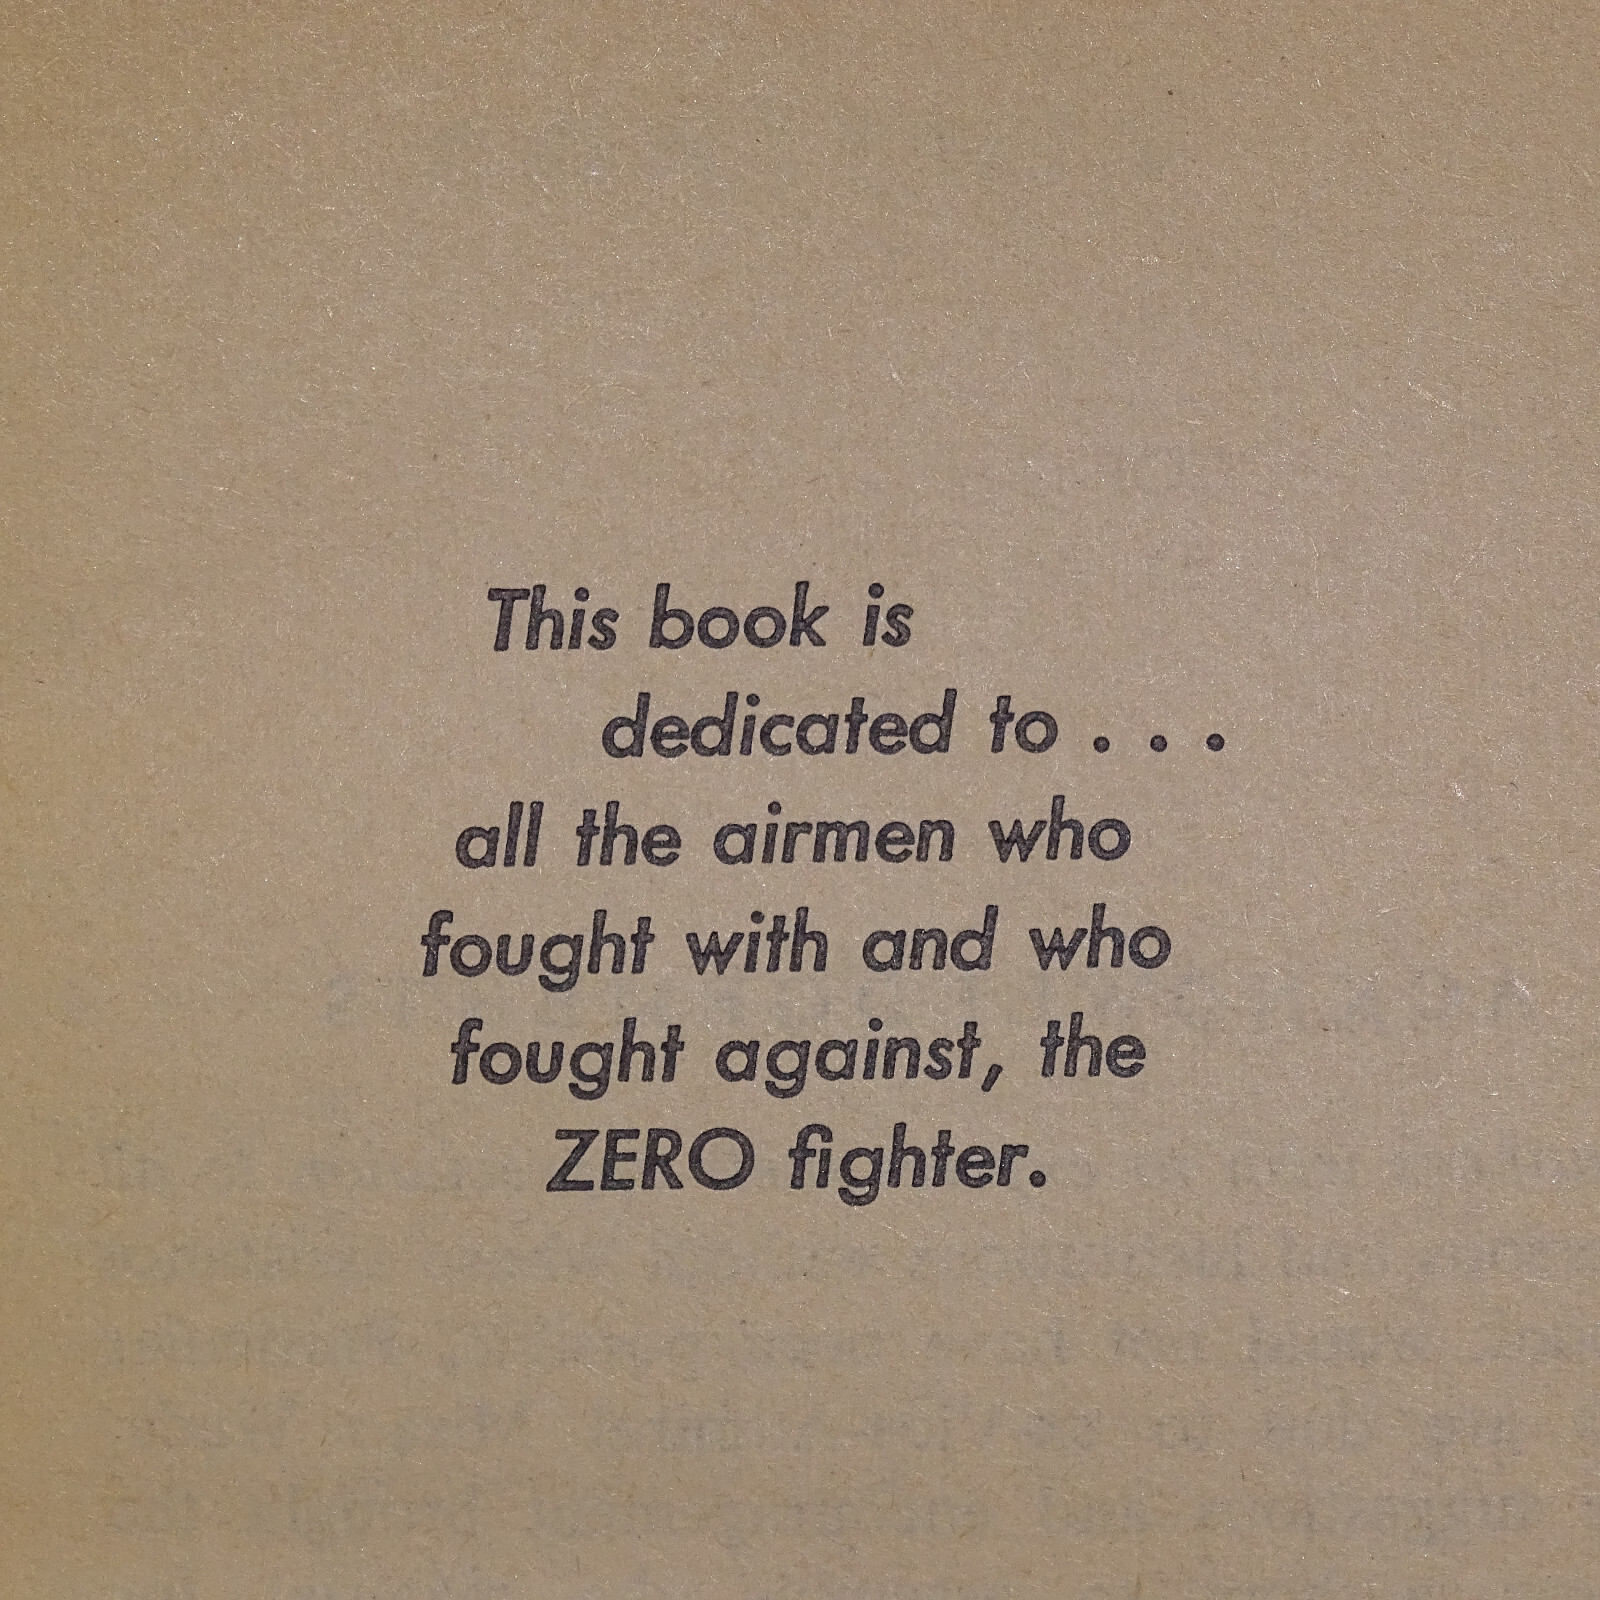 This book is
dedicated to . . .
all the airmen who
fought with and who
fought against, the
ZERO fighter.